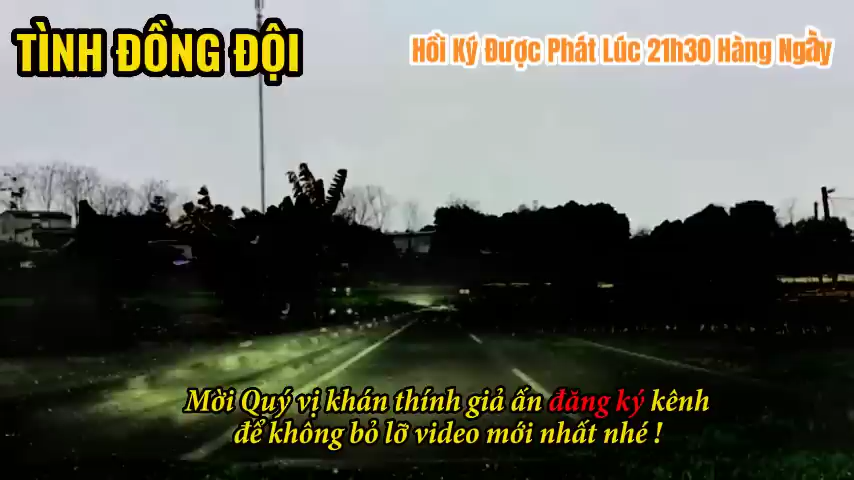 TÌNH ĐỒNG ĐỘI
Hồi Ký Được Phát Lúc 21h30 Hàng Ngày
Mời Quý vị khán thính giả ấn đăng ký kênh
để không bỏ lỡ video mới nhất nhé !